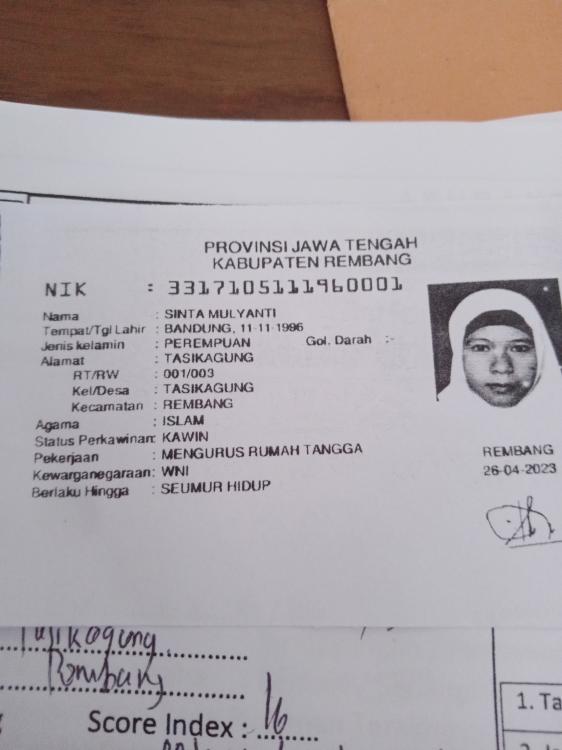 PROVINSI JAWA TENGAH
KABUPATEN REMBANG
NIK : 3317105111960001
Nama : SINTA MULYANTI
Tempat/Tgl Lahir : BANDUNG, 11-11-1996
Jenis kelamin : PEREMPUAN Gol. Darah :-
Alamat : TASIKAGUNG
RT/RW : 001/003
Kel/Desa : TASIKAGUNG
Kecamatan : REMBANG
Agama : ISLAM
Status Perkawinan: KAWIN
Pekerjaan : MENGURUS RUMAH TANGGA
Kewarganegaraan: WNI
Berlaku Hingga : SEUMUR HIDUP
REMBANG
26-04-2023
Tasikagung
Rembang
Score Index : 16
1. Ta